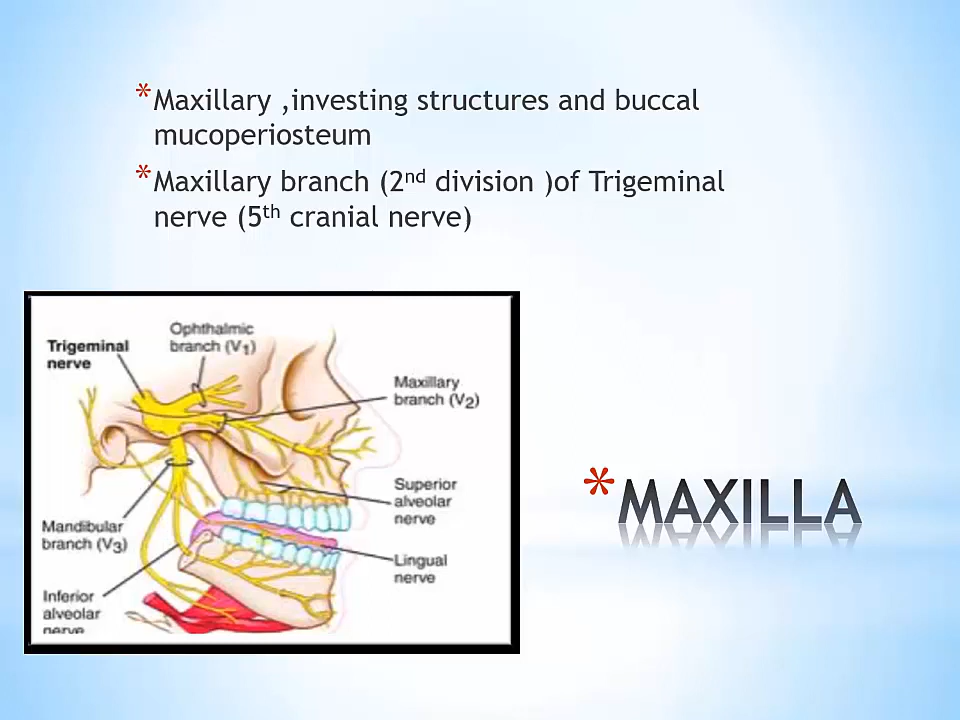 *Maxillary ,investing structures and buccal
mucoperiosteum
*Maxillary branch (2nd division )of Trigeminal
nerve (5th cranial nerve)
Ophthalmic
branch (V1)
Trigeminal
nerve
Maxillary
branch (V2)
Superior
alveolar
nerve
Mandibular
branch (V3)
Lingual
nerve
Inferior
alveolar
nerve
*MAXILLA